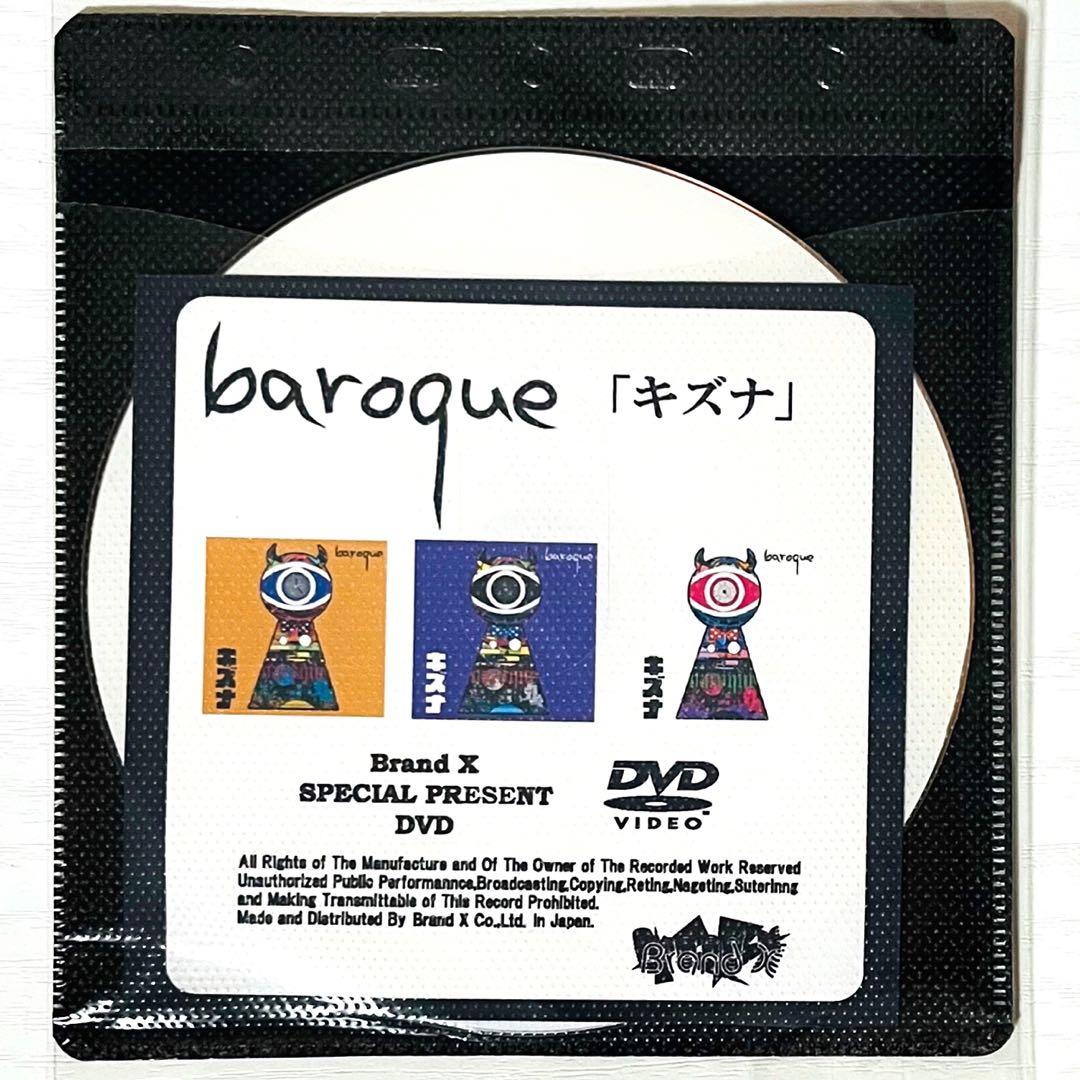 baroque 「キズナ」
baroque
キズナ
baroque
キズナ
baroque
キズナ
Brand X
SPECIAL PRESENT
DVD
DVD
VIDEO
All Rights of The Manufacture and Of The Owner of The Recorded Work Reserved
Unauthorized Public Performannce,Broadcasting,Copying,Reting,Nageting,Suterinng
and Making Transmittable of This Record Prohibited.
Made and Distributed By Brand X Co.,Ltd. In Japan.
Brand X